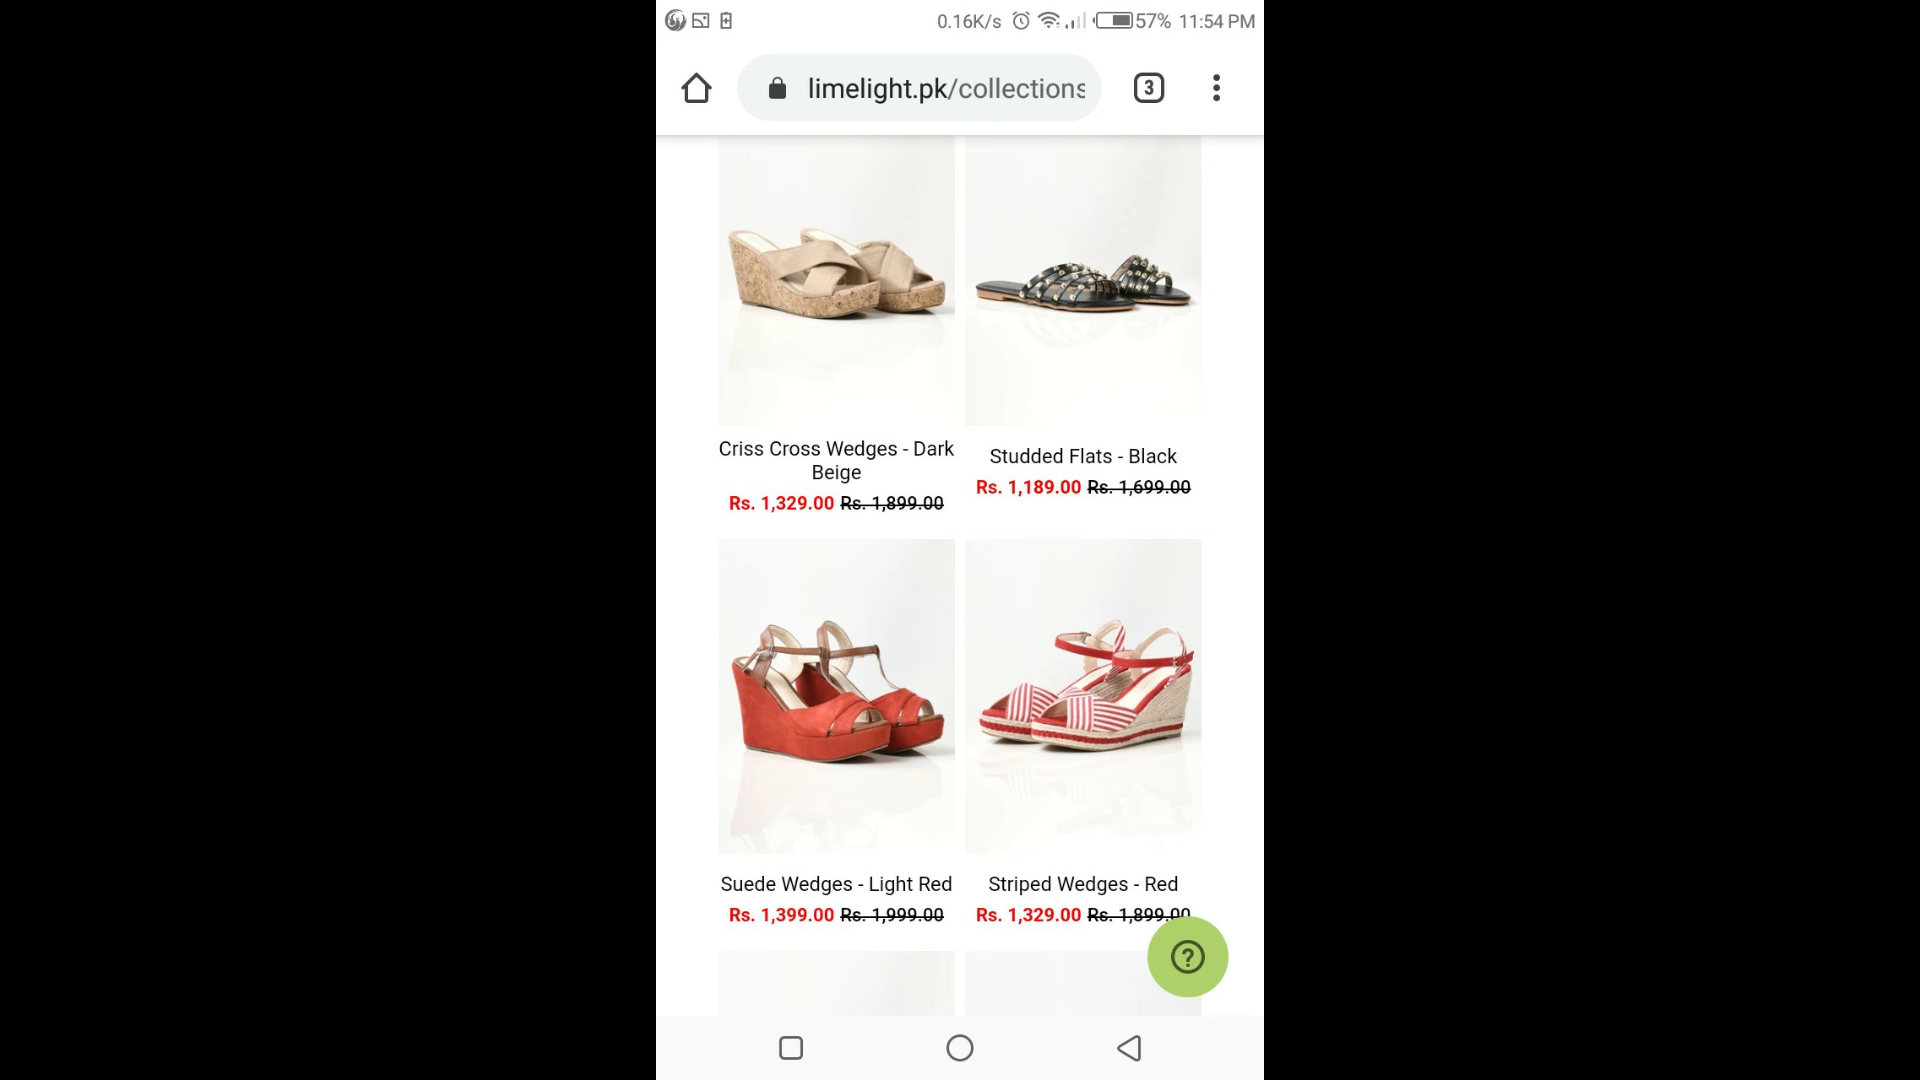 0.16K/s 57% 11:54 PM
limelight.pk/collections 3
Criss Cross Wedges - Dark
Beige
Rs. 1,329.00 Rs. 1,899.00
Studded Flats - Black
Rs. 1,189.00 Rs. 1,699.00
Suede Wedges - Light Red
Rs. 1,399.00 Rs. 1,999.00
Striped Wedges - Red
Rs. 1,329.00 Rs. 1,899.00
?